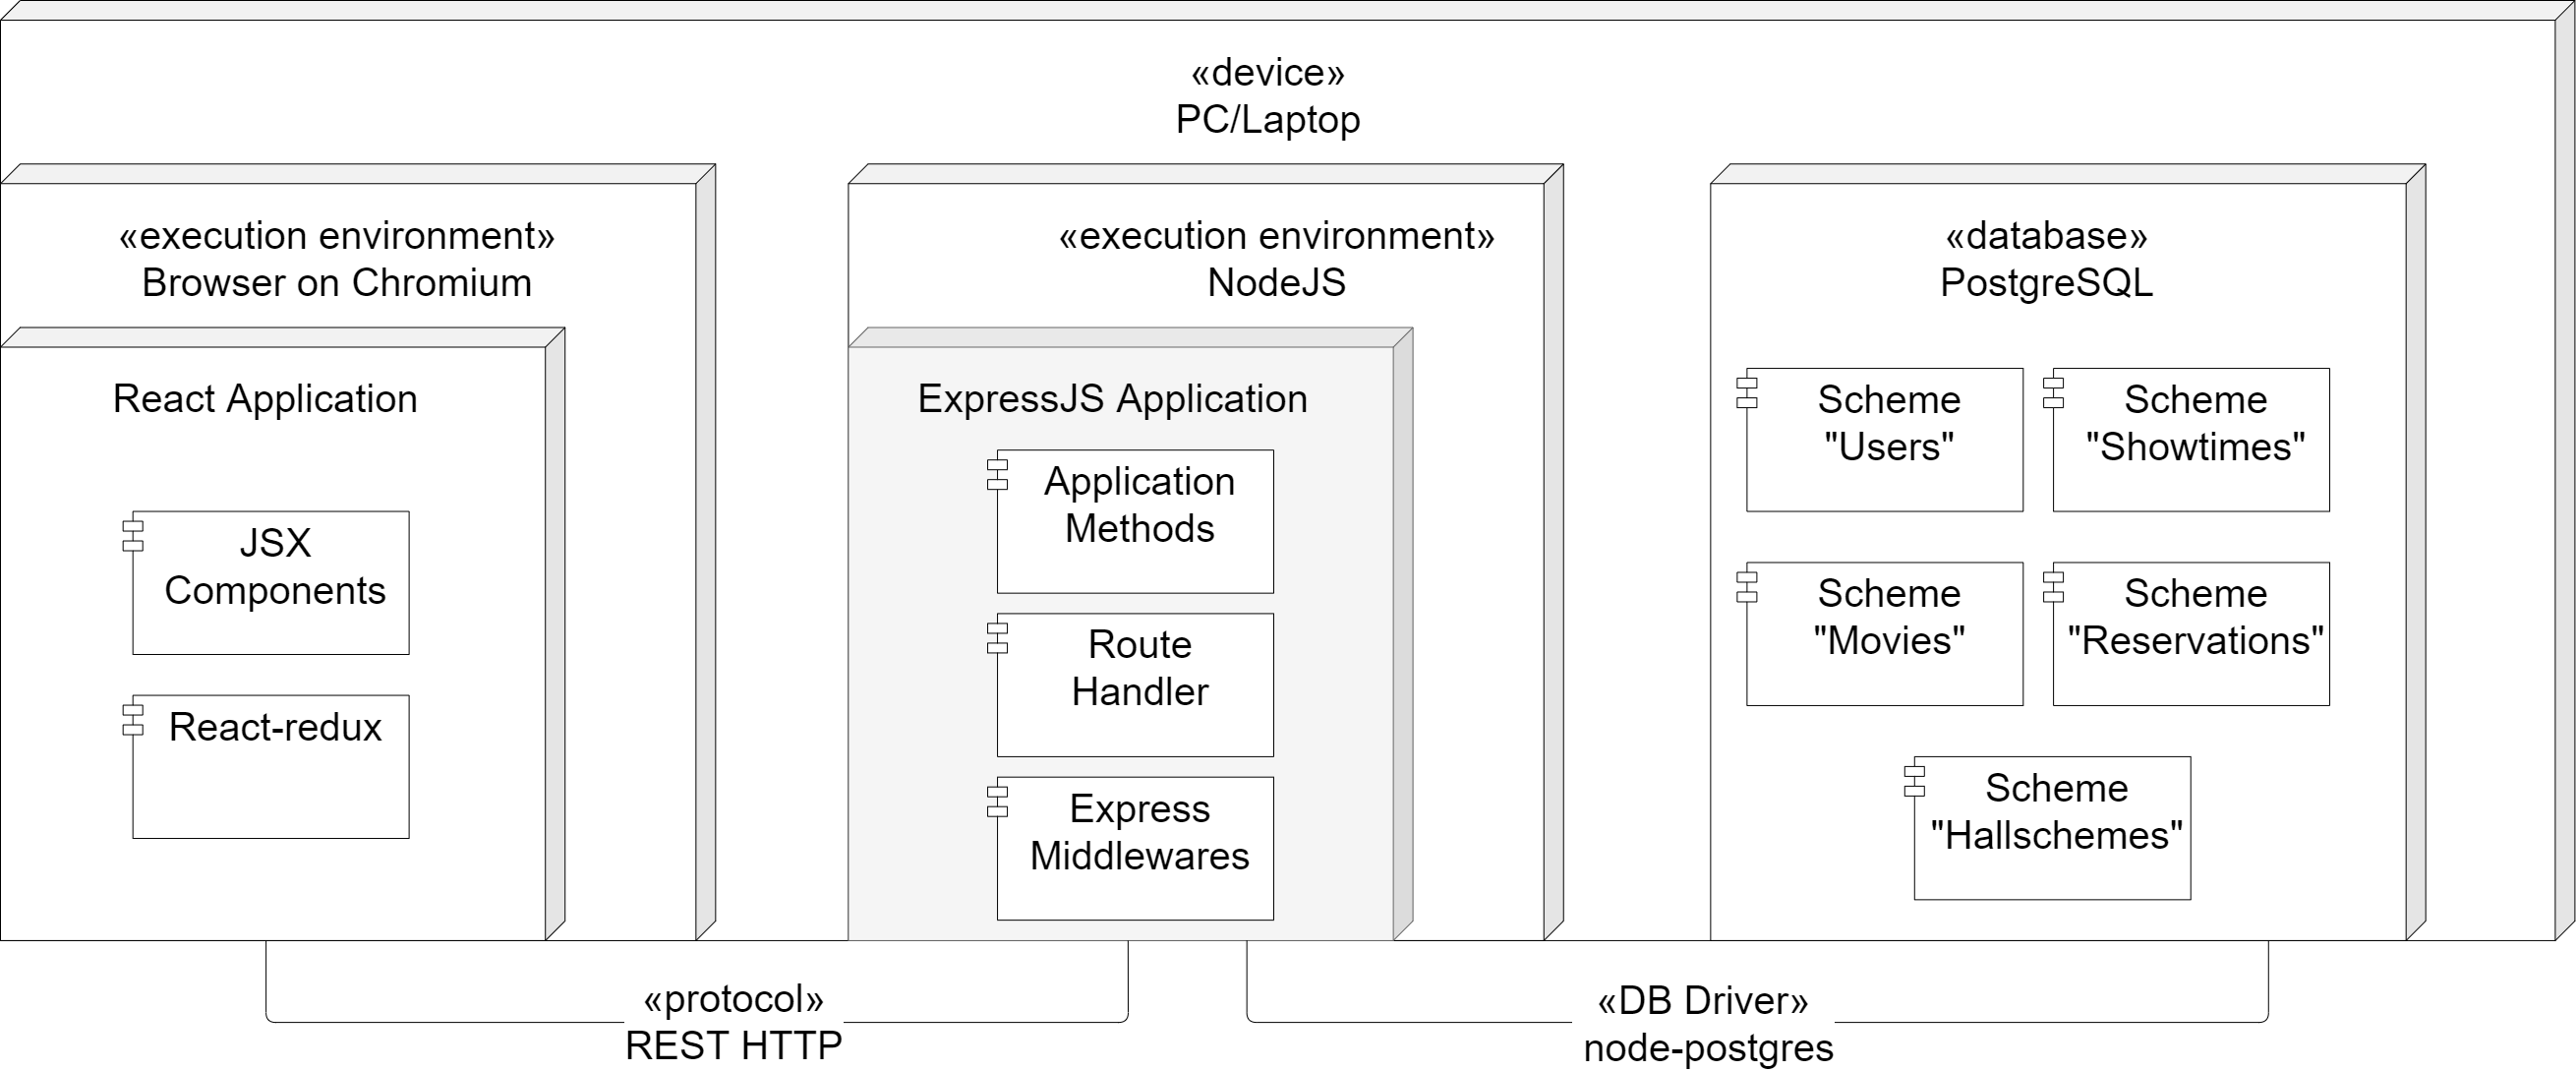 «device»
PC/Laptop
«execution environment»
Browser on Chromium
React Application
JSX
Components
React-redux
«execution environment»
NodeJS
ExpressJS Application
Application
Methods
Route
Handler
Express
Middlewares
«database»
PostgreSQL
Scheme
"Users"
Scheme
"Showtimes"
Scheme
"Movies"
Scheme
"Reservations"
Scheme
"Hallschemes"
«protocol»
REST HTTP
«DB Driver»
node-postgres